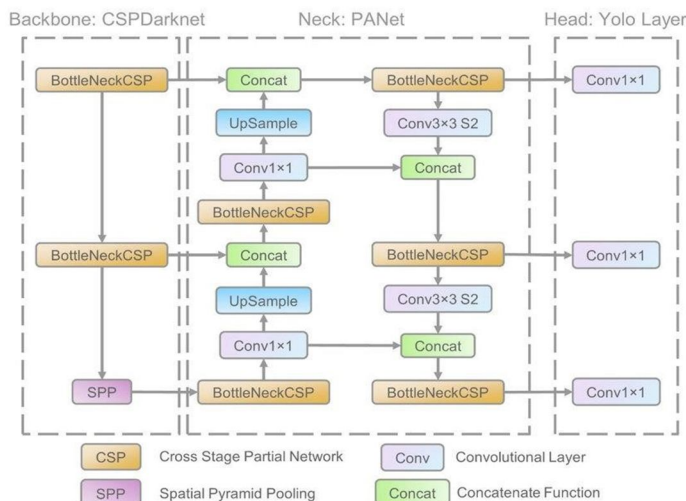 Backbone: CSPDarknet Neck: PANet Head: Yolo Layer
BottleNeckCSP Concat BottleNeckCSP Conv1×1
UpSample Conv3×3 S2
Conv1×1 Concat
BottleNeckCSP
BottleNeckCSP Concat BottleNeckCSP Conv1×1
UpSample Conv3×3 S2
Conv1×1 Concat
SPP BottleNeckCSP BottleNeckCSP Conv1×1
CSP Cross Stage Partial Network Conv Convolutional Layer
SPP Spatial Pyramid Pooling Concat Concatenate Function